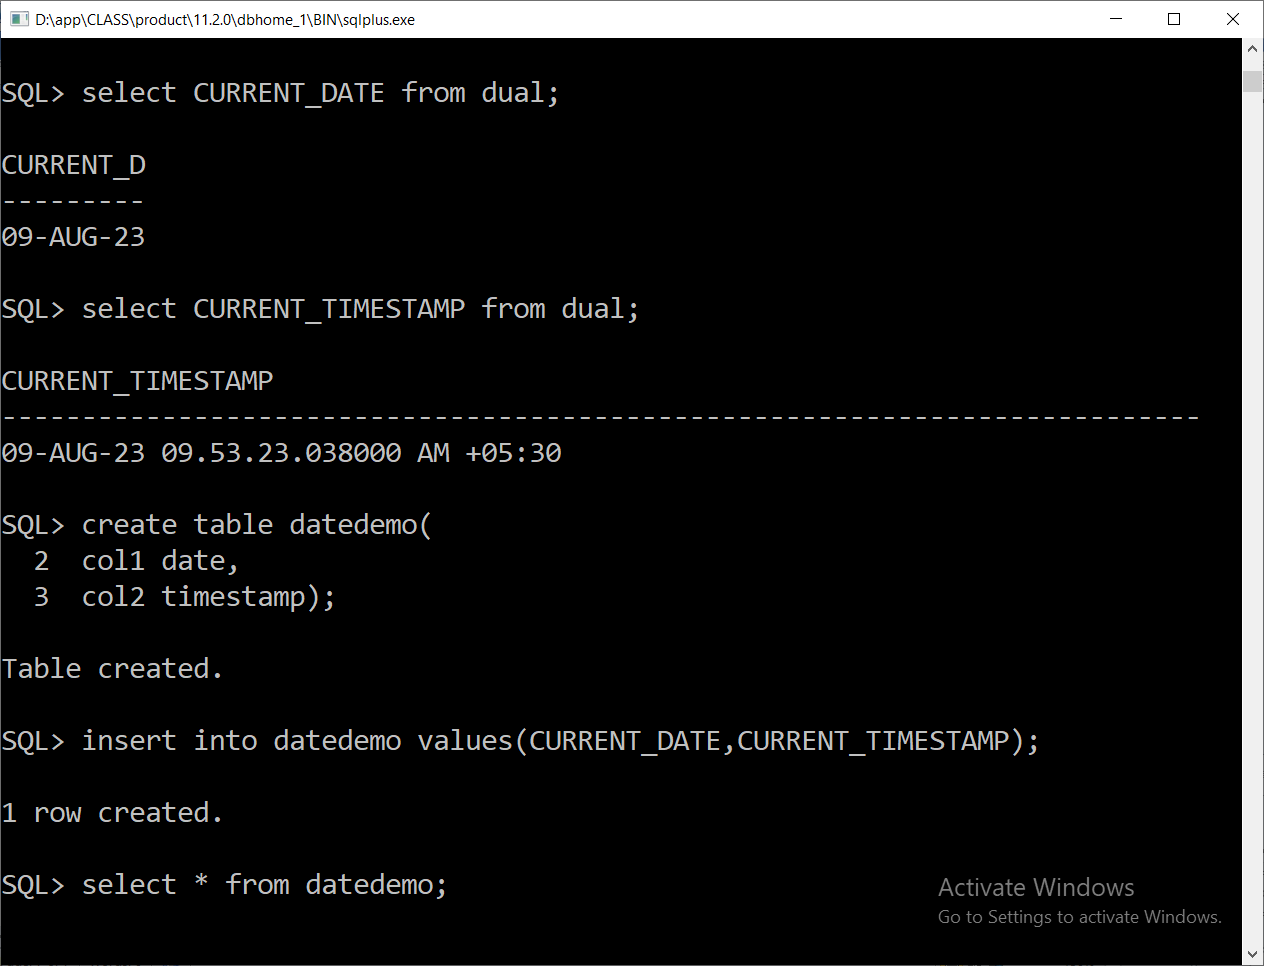 D:\app\CLASS\product\11.2.0\dbhome_1\BIN\sqlplus.exe
SQL> select CURRENT_DATE from dual;
CURRENT_D
---------
09-AUG-23
SQL> select CURRENT_TIMESTAMP from dual;
CURRENT_TIMESTAMP
---------------------------------------------------------------------------
09-AUG-23 09.53.23.038000 AM +05:30
SQL> create table datedemo(
  2  col1 date,
  3  col2 timestamp);
Table created.
SQL> insert into datedemo values(CURRENT_DATE,CURRENT_TIMESTAMP);
1 row created.
SQL> select * from datedemo;
Activate Windows
Go to Settings to activate Windows.